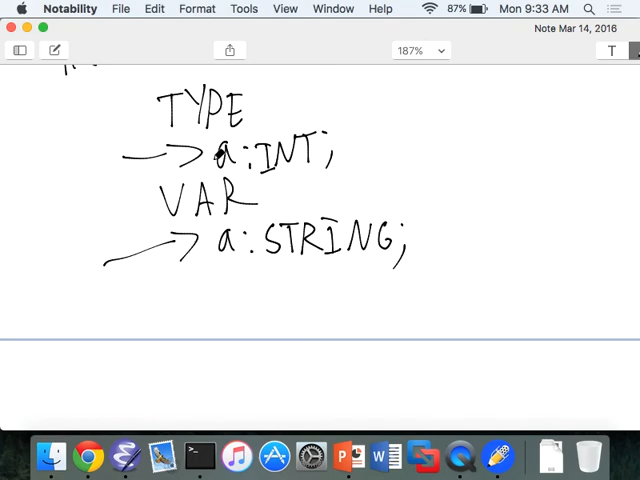 Notability File Edit Format Tools View Window Help 87% Mon 9:33 AM
Note Mar 14, 2016
187% T
TYPE
a: INT;
VAR
a: STRING;